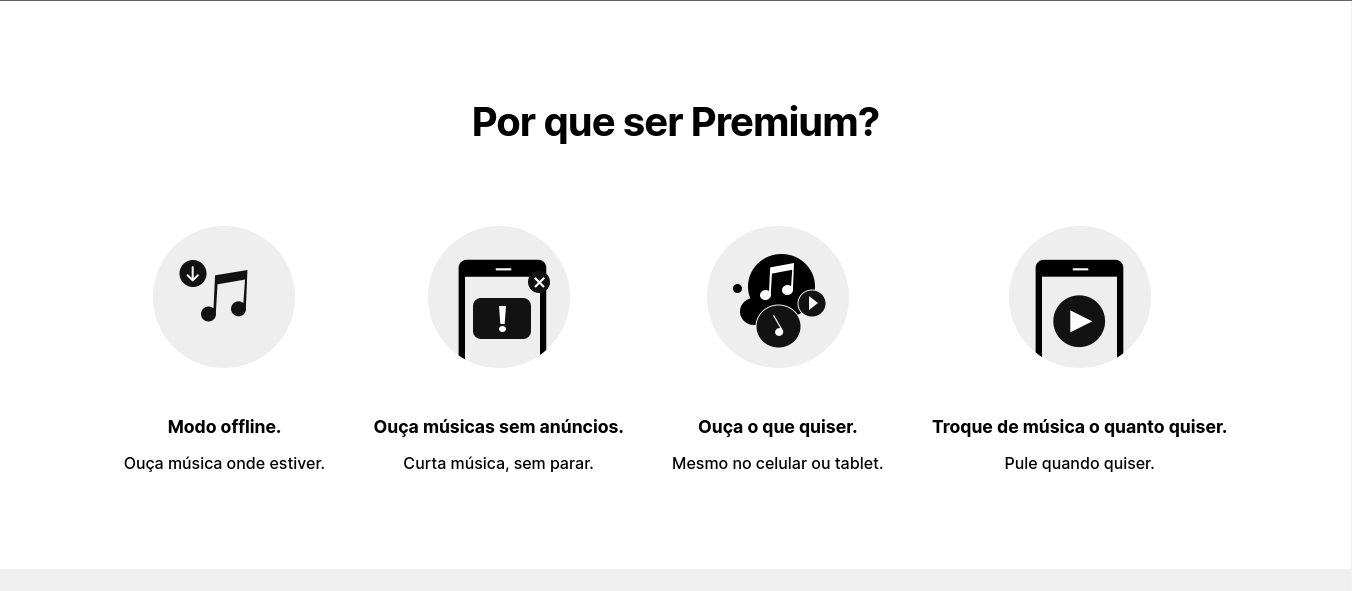 Por que ser Premium?
Modo offline.
Ouça música onde estiver.
Ouça músicas sem anúncios.
Curta música, sem parar.
Ouça o que quiser.
Mesmo no celular ou tablet.
Troque de música o quanto quiser.
Pule quando quiser.